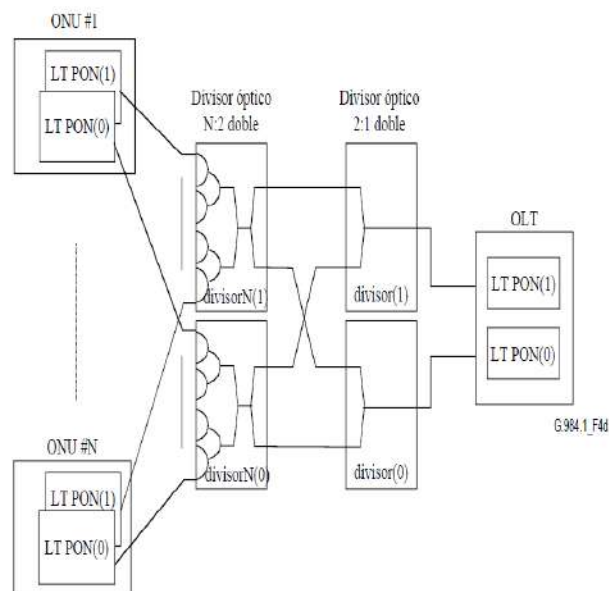 ONU #1
LT PON(1)
LT PON(0)
Divisor óptico
N:2 doble
Divisor óptico
2:1 doble
OLT
LT PON(1)
LT PON(0)
divisorN(1)
divisor(1)
G.984.1_F4d
ONU #N
LT PON(1)
LT PON(0)
divisorN(0)
divisor(0)